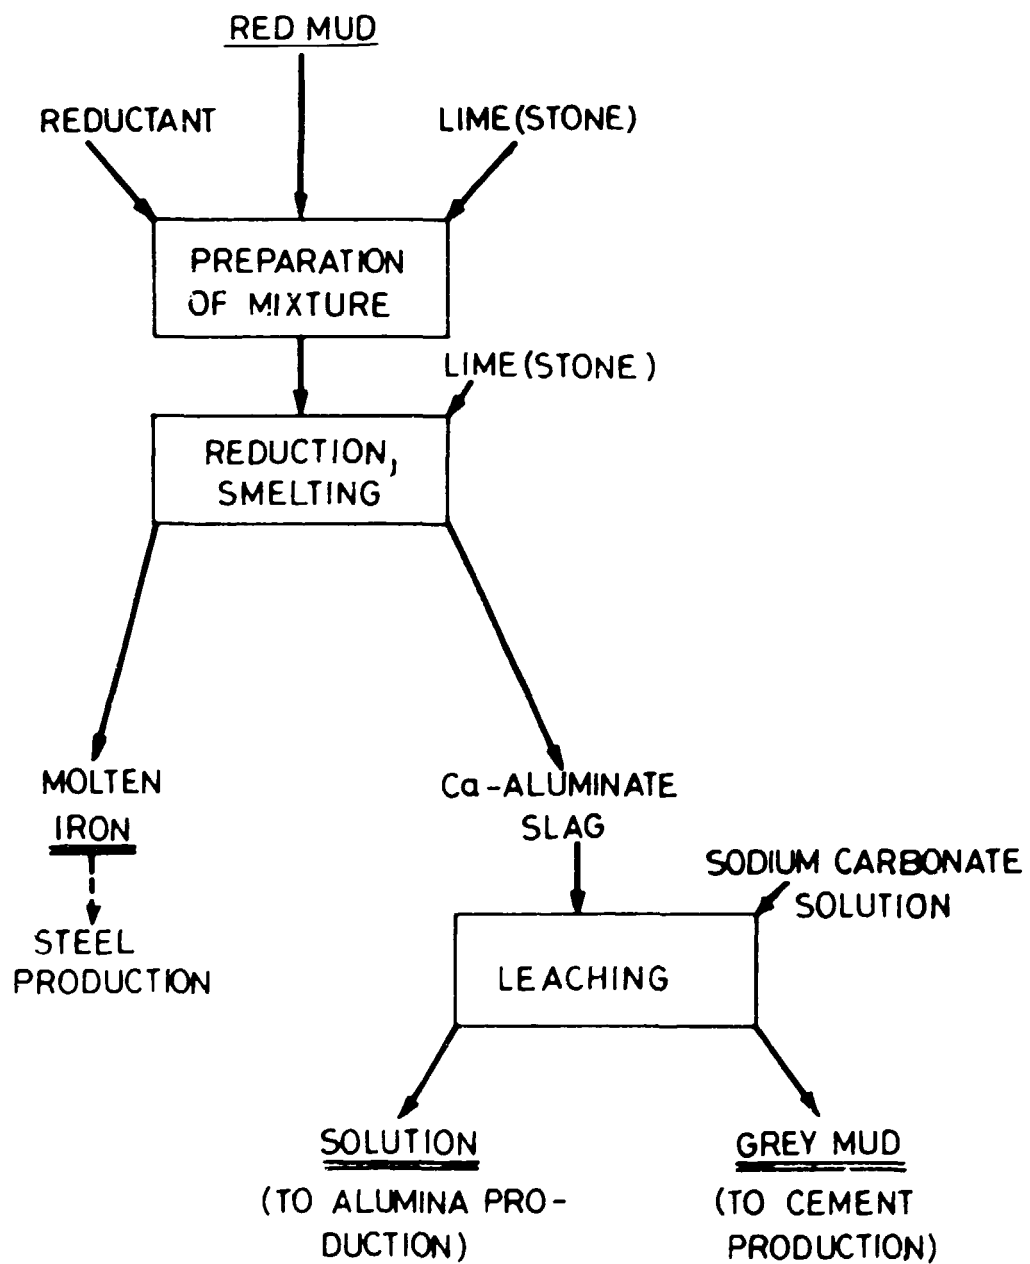 RED MUD
REDUCTANT
LIME(STONE)
PREPARATION
OF MIXTURE
LIME(STONE)
REDUCTION,
SMELTING
MOLTEN
IRON
STEEL
PRODUCTION
Ca-ALUMINATE
SLAG
SODIUM CARBONATE
SOLUTION
LEACHING
SOLUTION
(TO ALUMINA PRO-
DUCTION)
GREY MUD
(TO CEMENT
PRODUCTION)